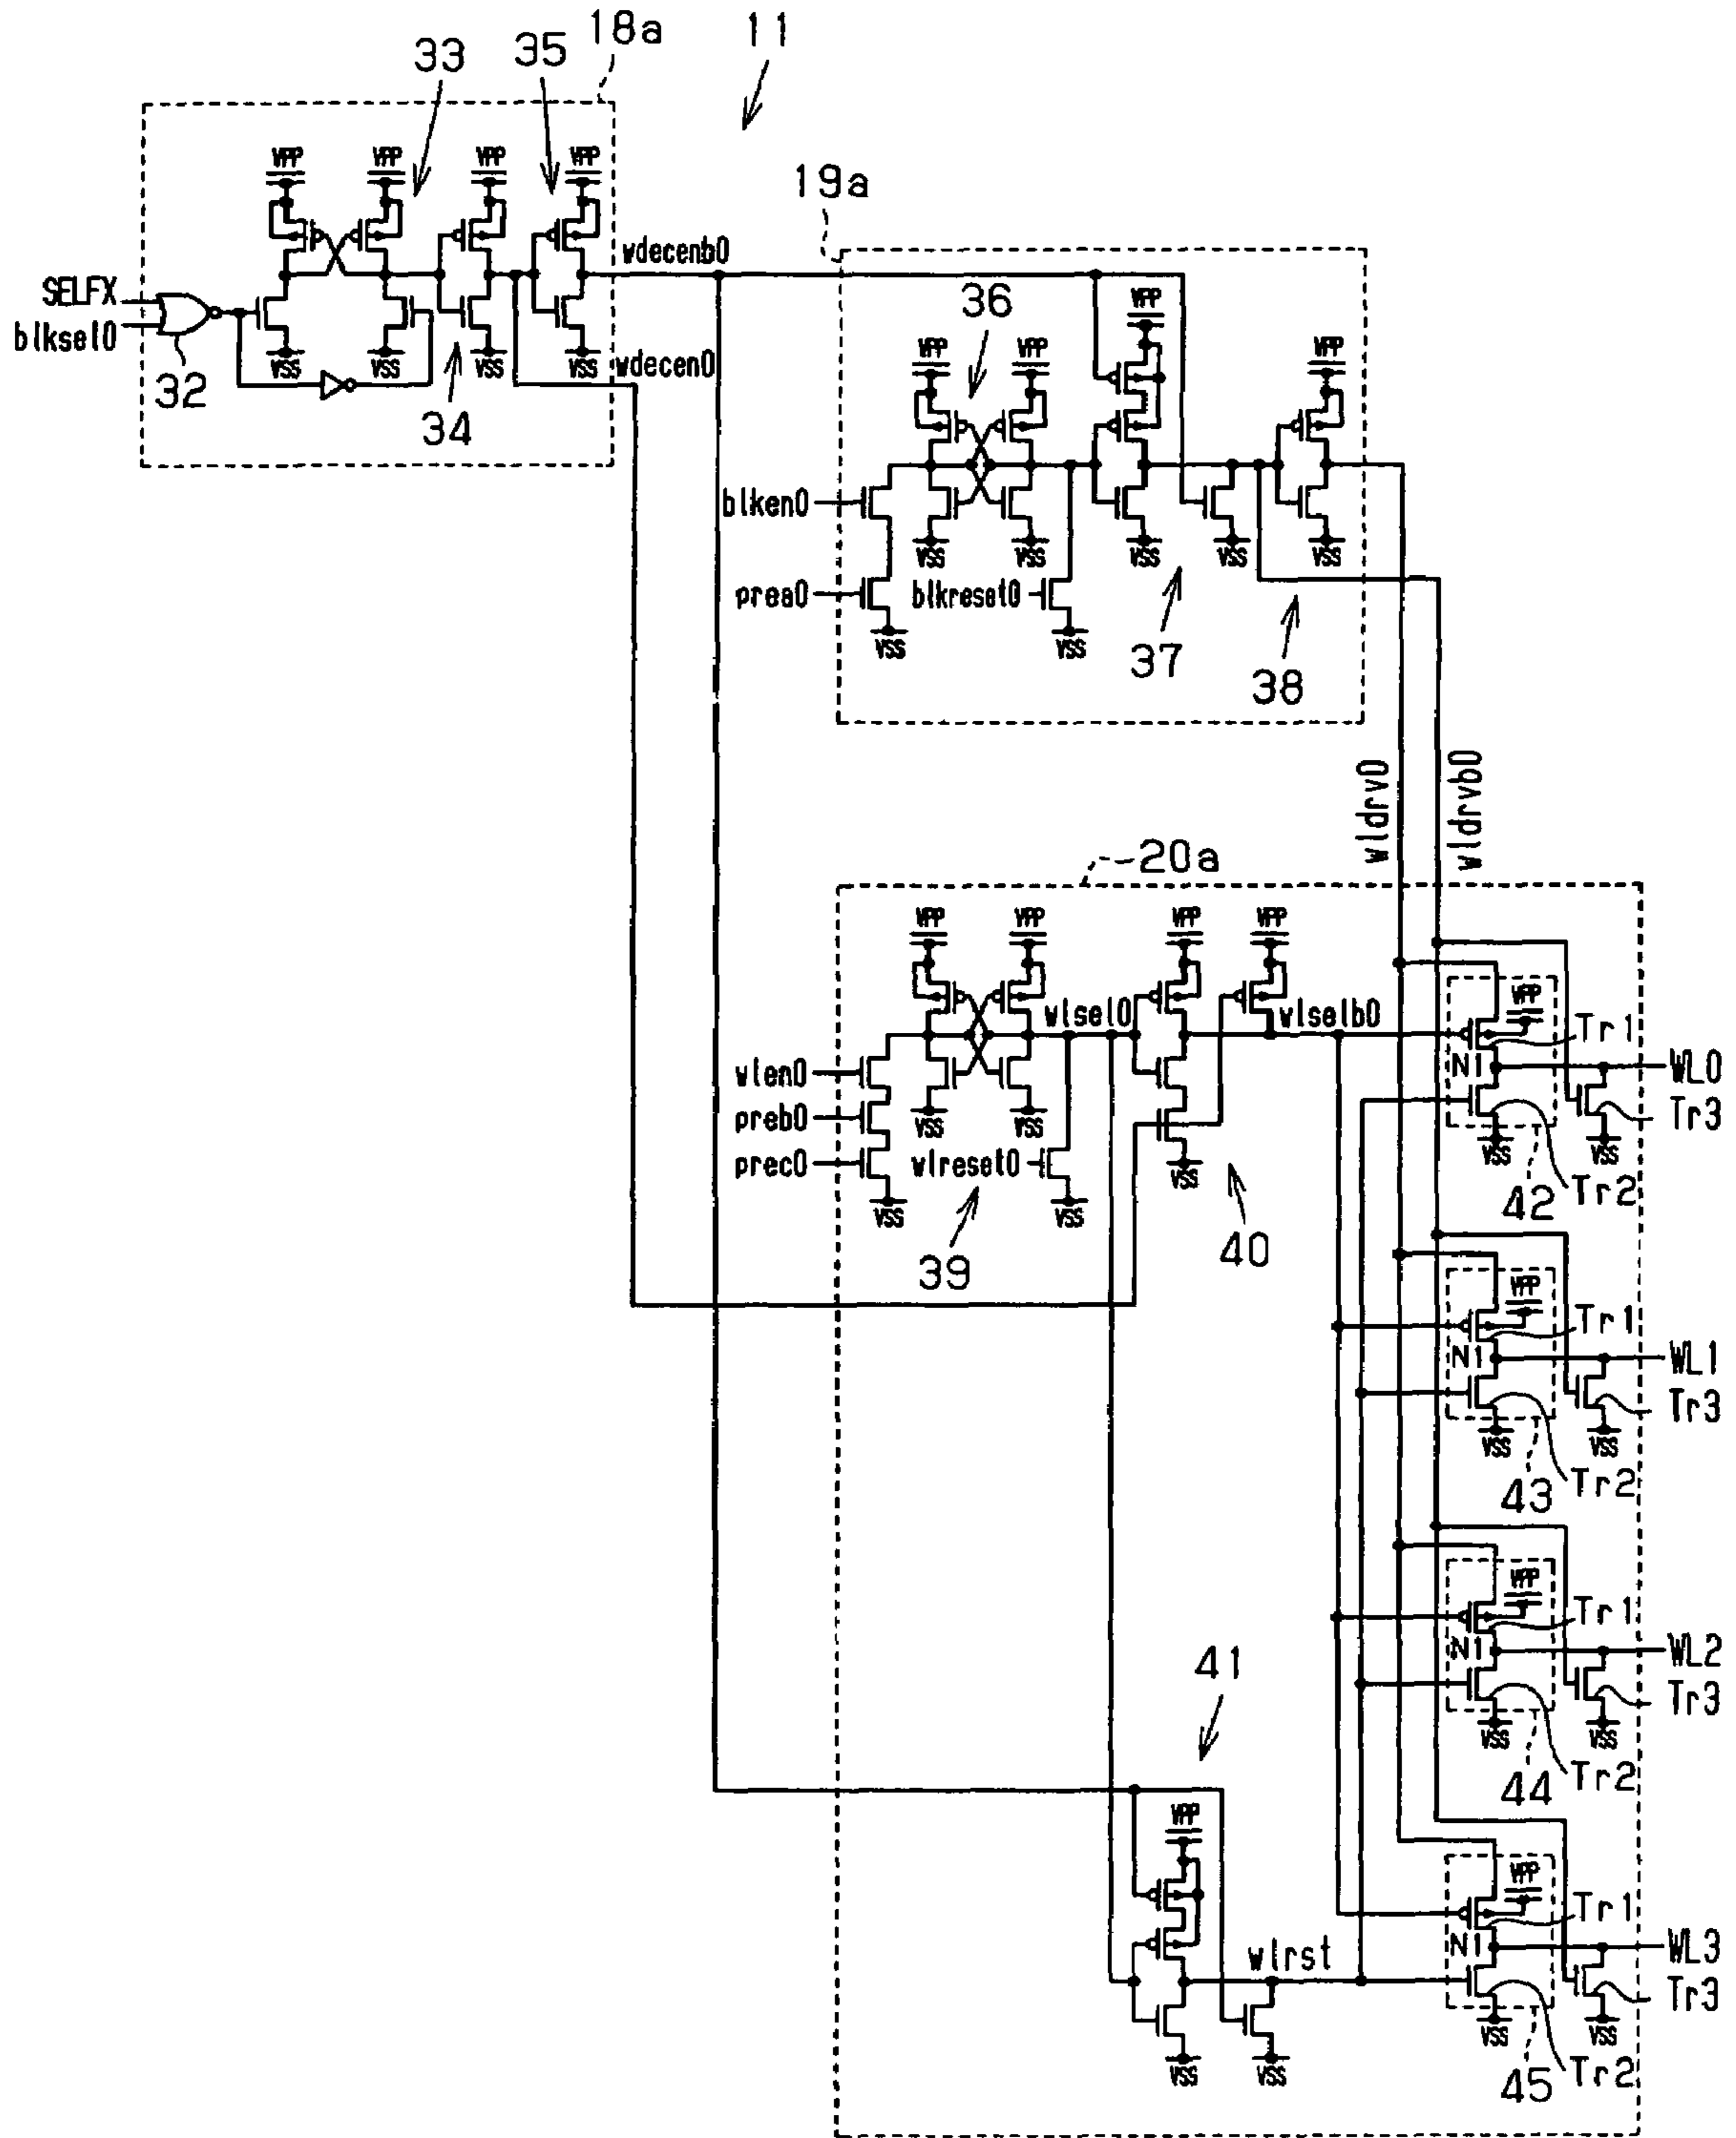 18a
11
33
35
VPP
VPP
VPP
VPP
19a
SELFX
blksel0
wdecenb0
36
VPP
32
VSS
VSS
VSS
VSS
wdecen0
VPP
VPP
VPP
34
blken0
VSS
VSS
VSS
VSS
VSS
prea0
blkreset0
VSS
VSS
37
38
wldrv0
wldrvb0
20a
VPP
VPP
VPP
VPP
wlsel0
wlselb0
VPP
Tr1
N1
WL0
wlen0
preb0
VSS
VSS
Tr3
prec0
wlreset0
VSS
VSS
VSS
VSS
VSS
Tr2
42
39
40
VPP
Tr1
N1
WL1
Tr3
VSS
VSS
Tr2
43
VPP
Tr1
N1
WL2
41
Tr3
VSS
VSS
Tr2
44
VPP
VPP
Tr1
N1
WL3
wlrst
Tr3
VSS
VSS
VSS
VSS
Tr2
45